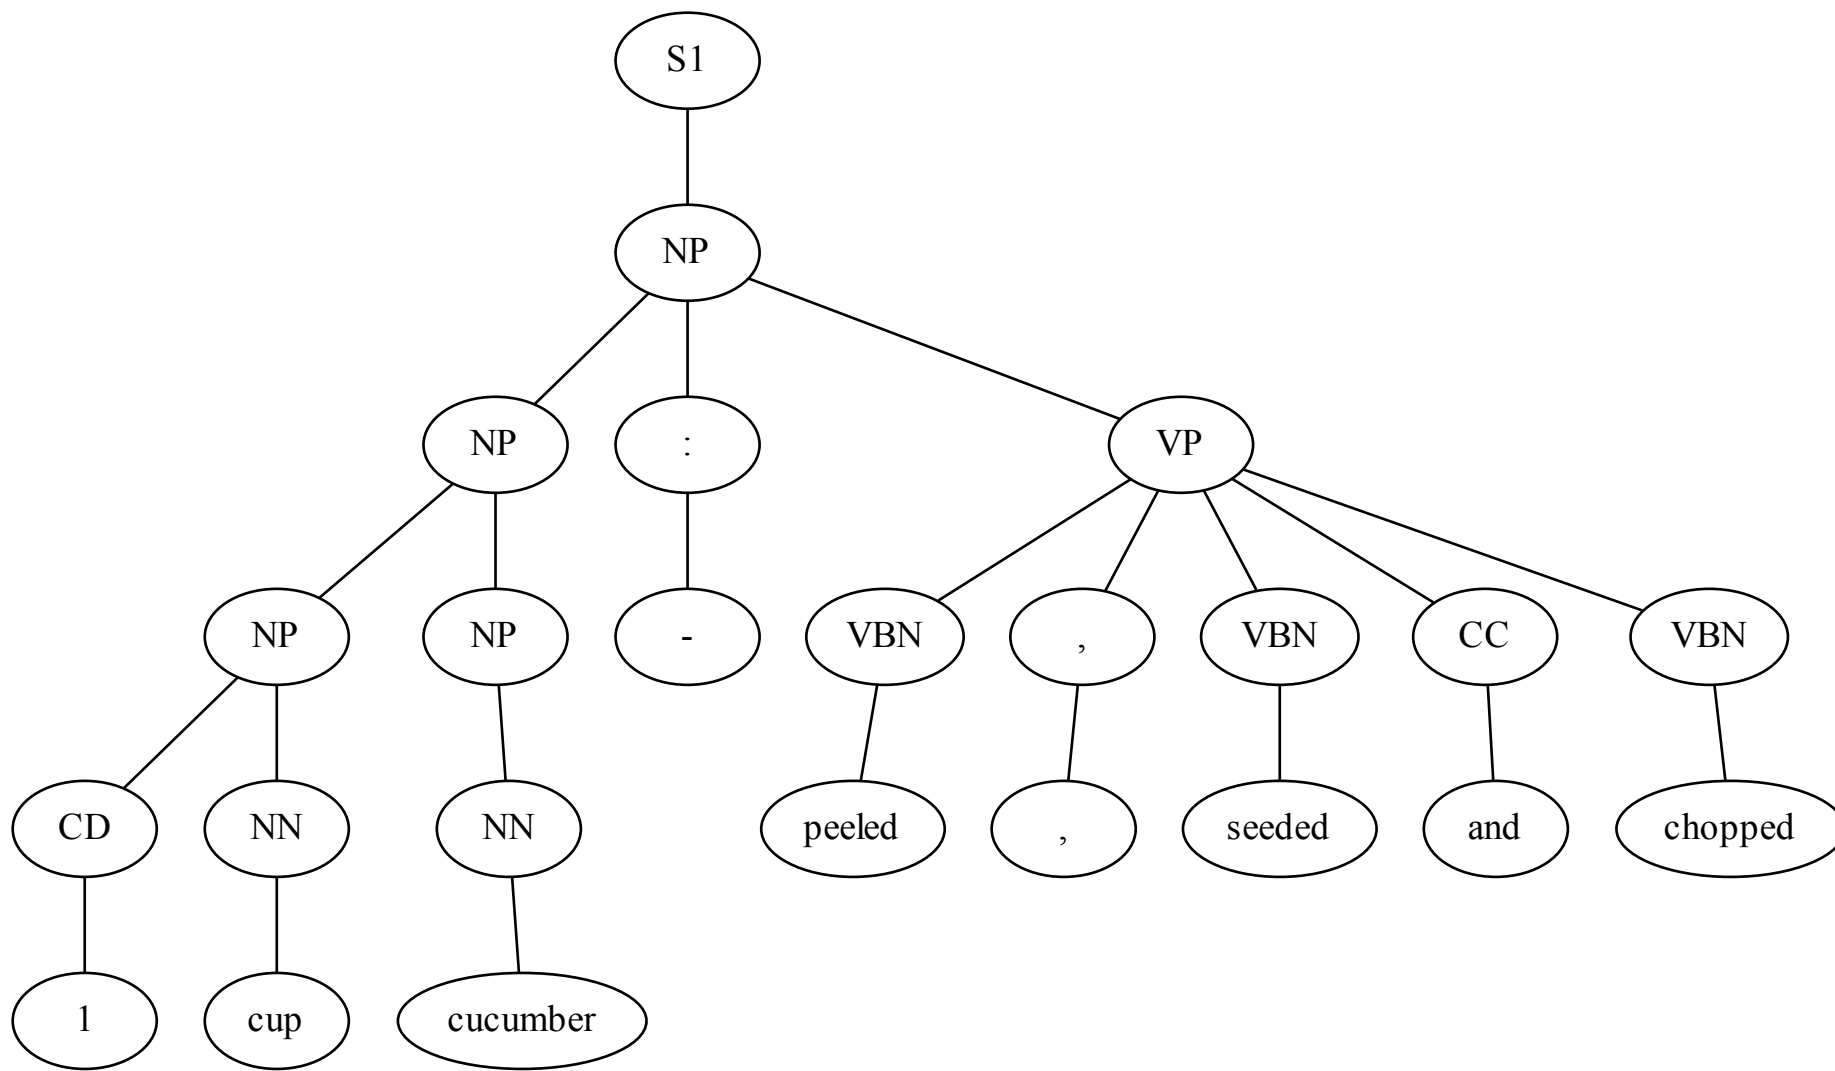 S1
NP
NP : VP
NP NP - VBN , VBN CC VBN
CD NN NN peeled , seeded and chopped
1 cup cucumber